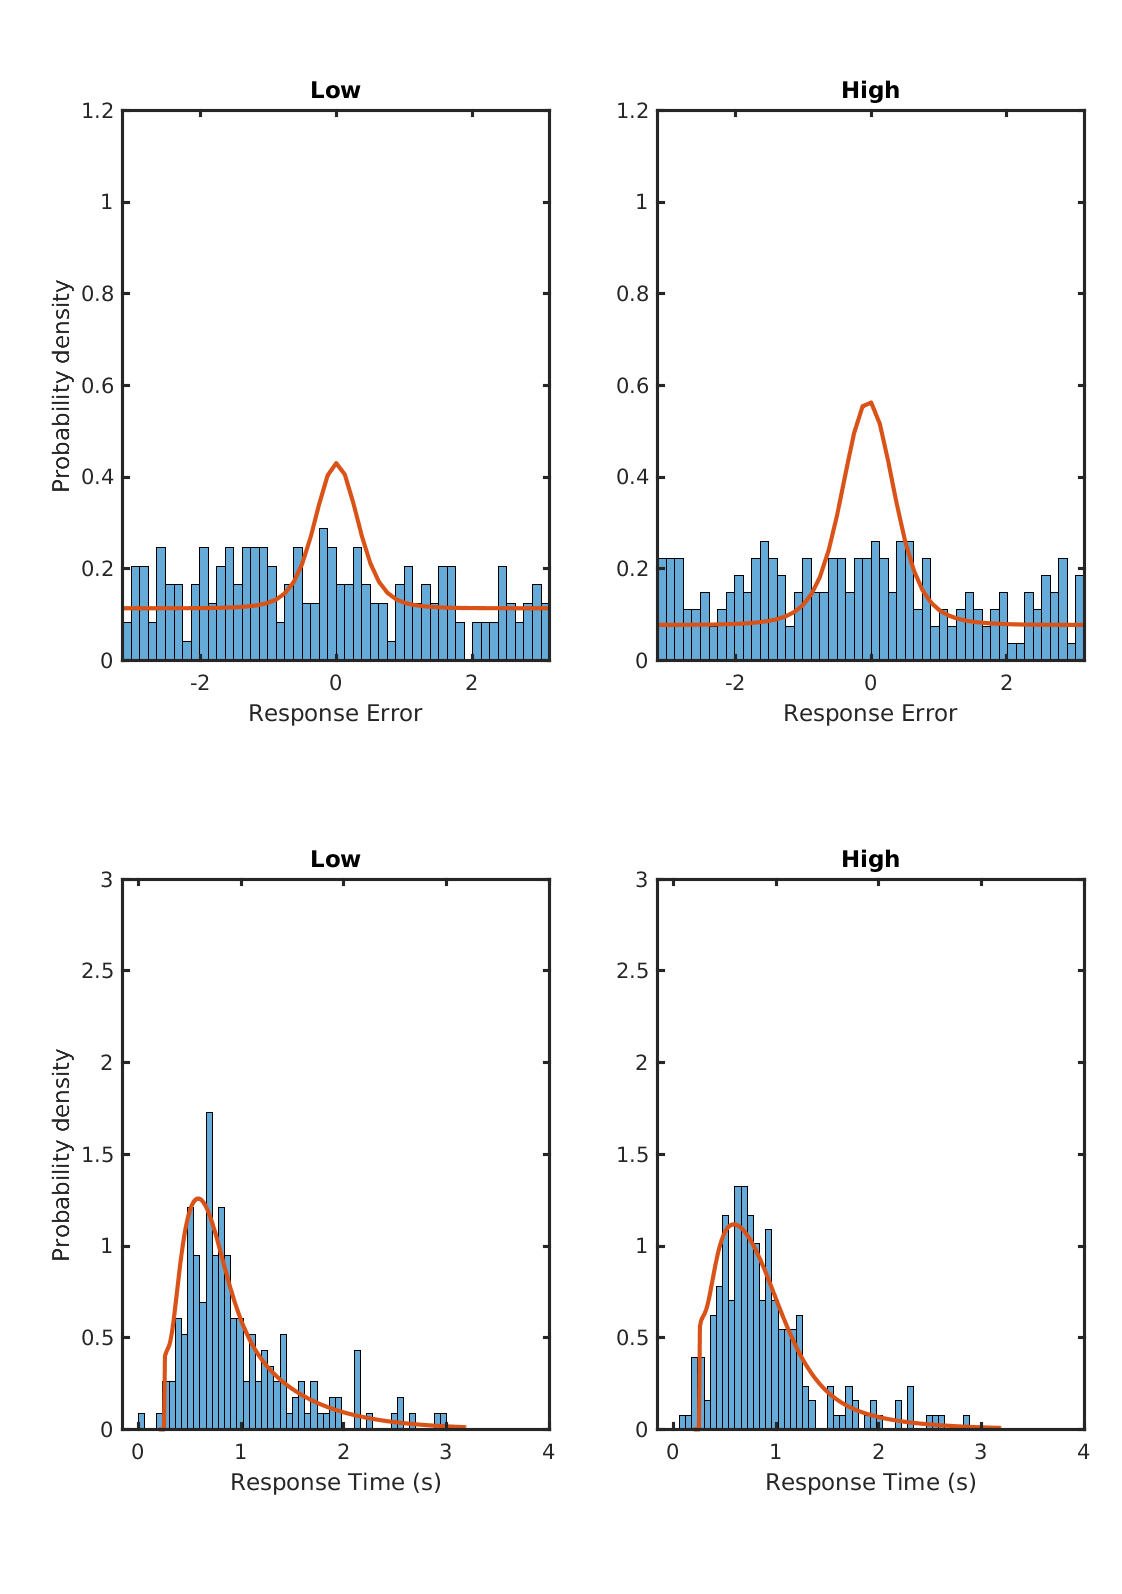 Low High
1.2 1.2
1 1
0.8 0.8
0.6 0.6
0.4 0.4
0.2 0.2
0 0
Probability density
-2 0 2 -2 0 2
Response Error Response Error
Low High
3 3
2.5 2.5
2 2
1.5 1.5
1 1
0.5 0.5
0 0
Probability density
0 1 2 3 4 0 1 2 3 4
Response Time (s) Response Time (s)